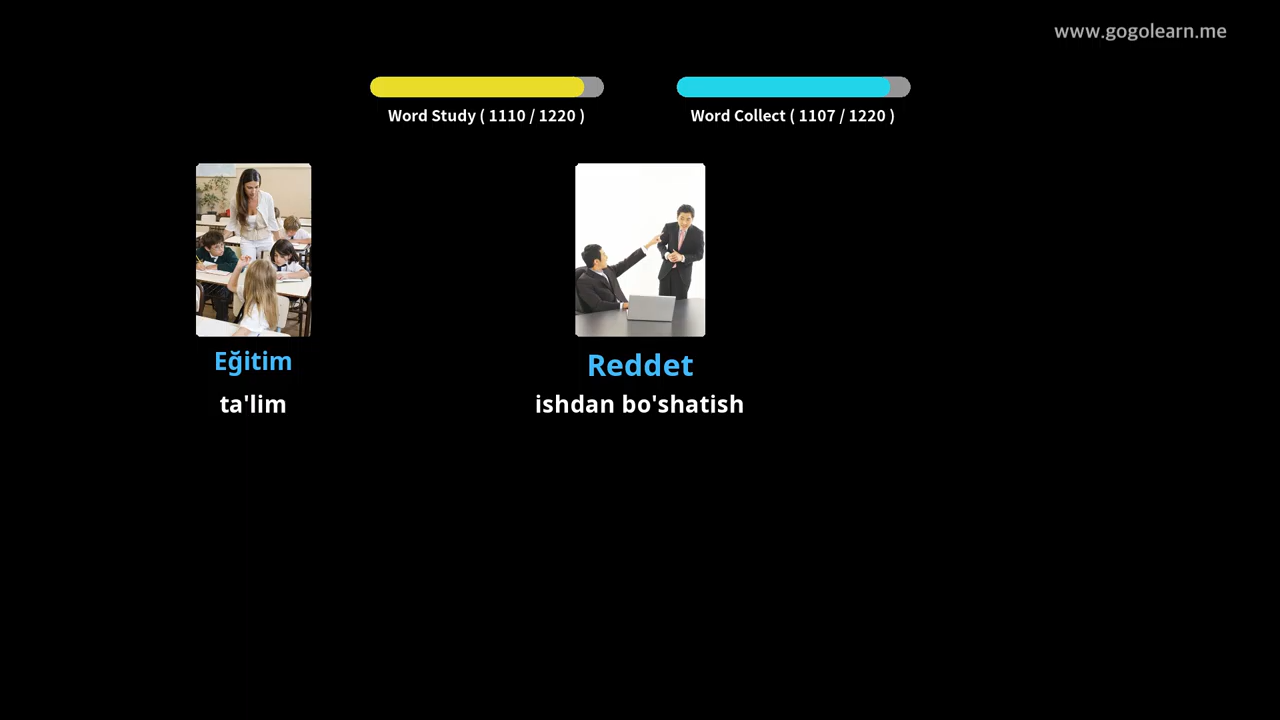 www.gogolearn.me
Word Study ( 1110 / 1220 )
Word Collect ( 1107 / 1220 )
Eğitim
ta'lim
Reddet
ishdan bo'shatish